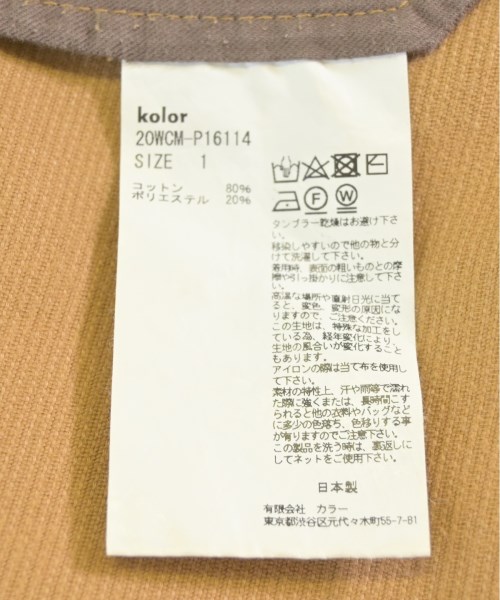 kolor
20WCM-P16114
SIZE 1
コットン 80%
ポリエステル 20%
タンブラー乾燥はお避け下さ
い。
移染しやすいので他の物と分
けて洗濯して下さい。
着用時、表面の粗いものとの摩
擦や引っ掛かりに注意して下さ
い。
高温な場所や直射日光に当て
ると、変色、変形の原因にな
りますので、ご注意ください。
この生地は、特殊な加工をし
ている為、経年変化により、
生地の風合いが変化すること
もあります。
アイロンの際は当て布を使用し
て下さい。
素材の特性上、汗や雨等で濡れ
た際に強くまたは、長時間こす
られると他の衣料やバッグなど
に多少の色落ち、色移りする事
が有りますのでご注意下さい。
この製品を洗う時は、裏返しに
してネットをご使用下さい。
日本製
有限会社 カラー
東京都渋谷区元代々木町55-7-B1
F
W